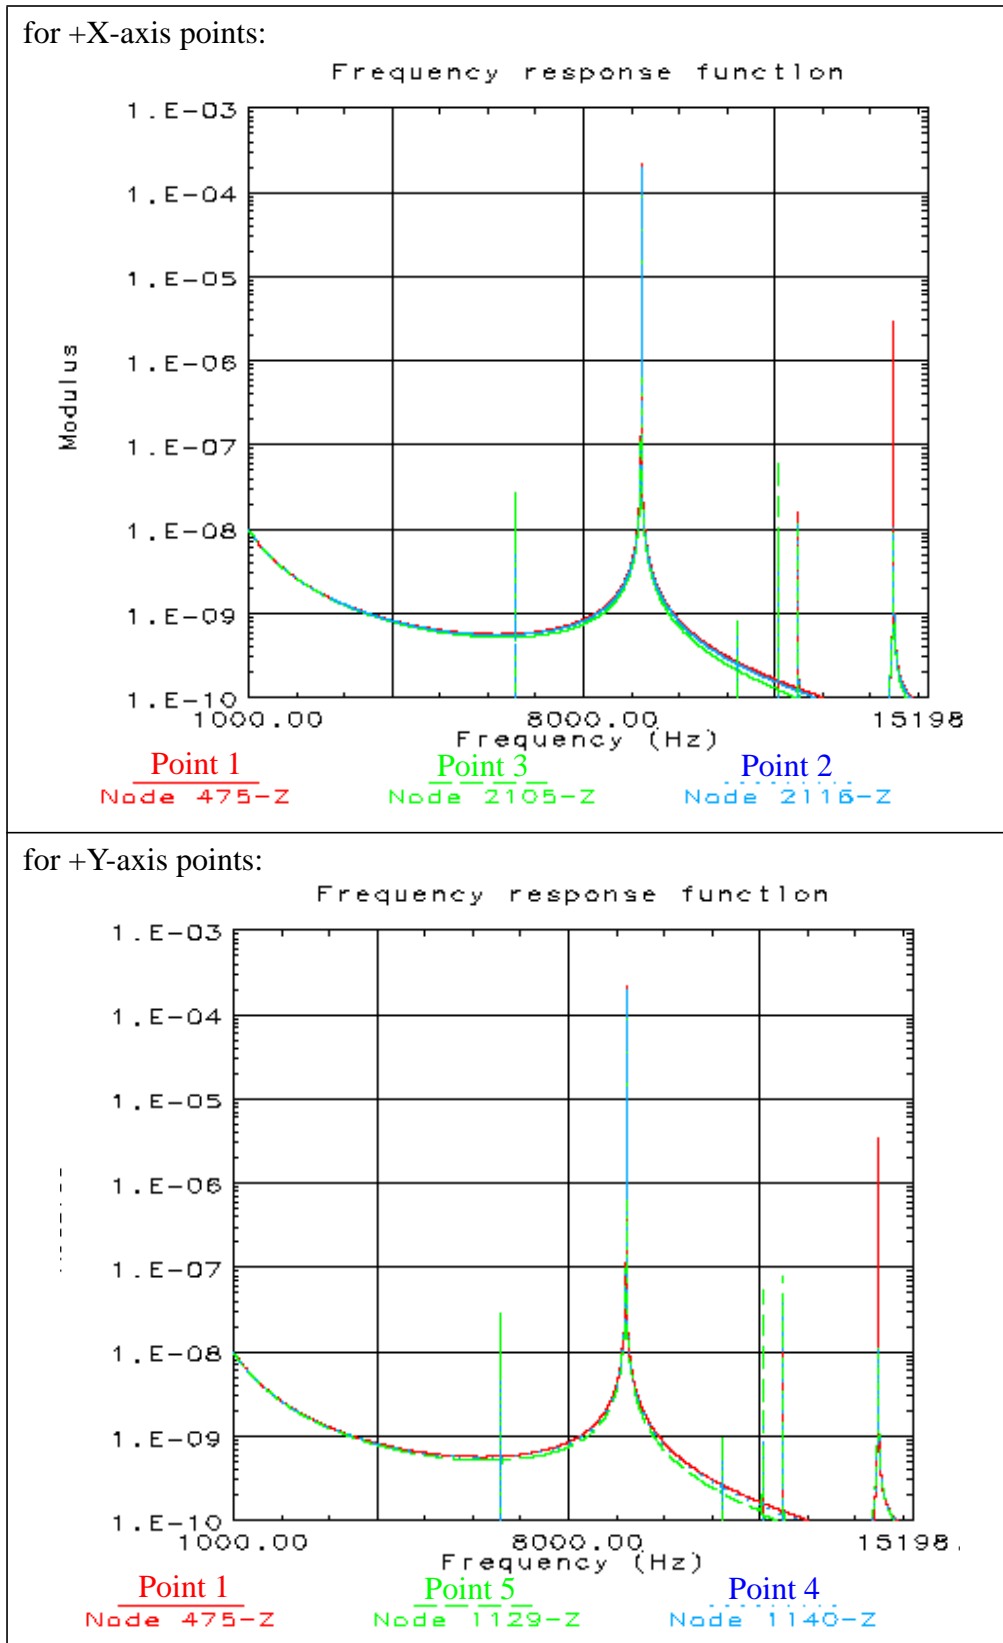 for +X-axis points:
Frequency response function
1.E-03
1.E-04
1.E-05
1.E-06
1.E-07
1.E-08
1.E-09
1.E-10
Modulus
1000.00 8000.00 15198
Frequency (Hz)
Point 1 Point 3 Point 2
Node 475-Z Node 2105-Z Node 2116-Z
for +Y-axis points:
Frequency response function
1.E-03
1.E-04
1.E-05
1.E-06
1.E-07
1.E-08
1.E-09
1.E-10
1000.00 8000.00 15198.
Frequency (Hz)
Point 1 Point 5 Point 4
Node 475-Z Node 1129-Z Node 1140-Z